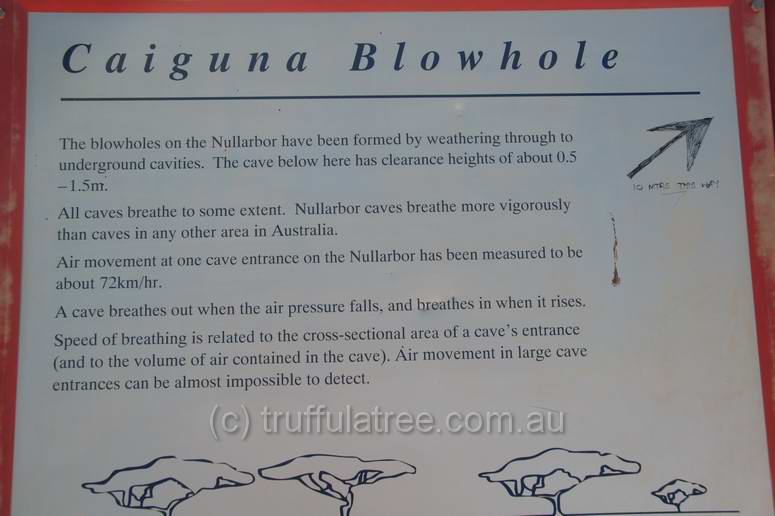 Caiguna Blowhole
The blowholes on the Nullarbor have been formed by weathering through to
underground cavities. The cave below here has clearance heights of about 0.5
–1.5m.
10 MTRS THIS WAY
All caves breathe to some extent. Nullarbor caves breathe more vigorously
than caves in any other area in Australia.
Air movement at one cave entrance on the Nullarbor has been measured to be
about 72km/hr.
A cave breathes out when the air pressure falls, and breathes in when it rises.
Speed of breathing is related to the cross-sectional area of a cave's entrance
(and to the volume of air contained in the cave). Air movement in large cave
entrances can be almost impossible to detect.
(c) truffulatree.com.au